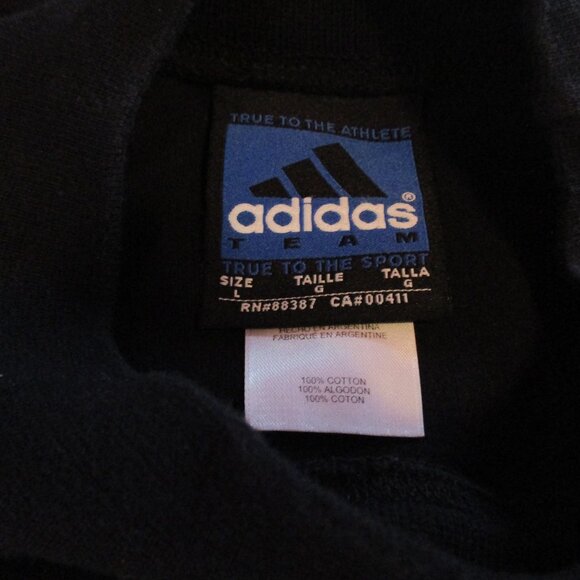 TRUE TO THE ATHLETE
adidas®
TEAM
TRUE TO THE SPORT
SIZE TAILLE TALLA
L G G
RN#88387 CA#00411
HECHO EN ARGENTINA
FABRIQUE EN ARGENTINE
100% COTTON
100% ALGODON
100% COTON